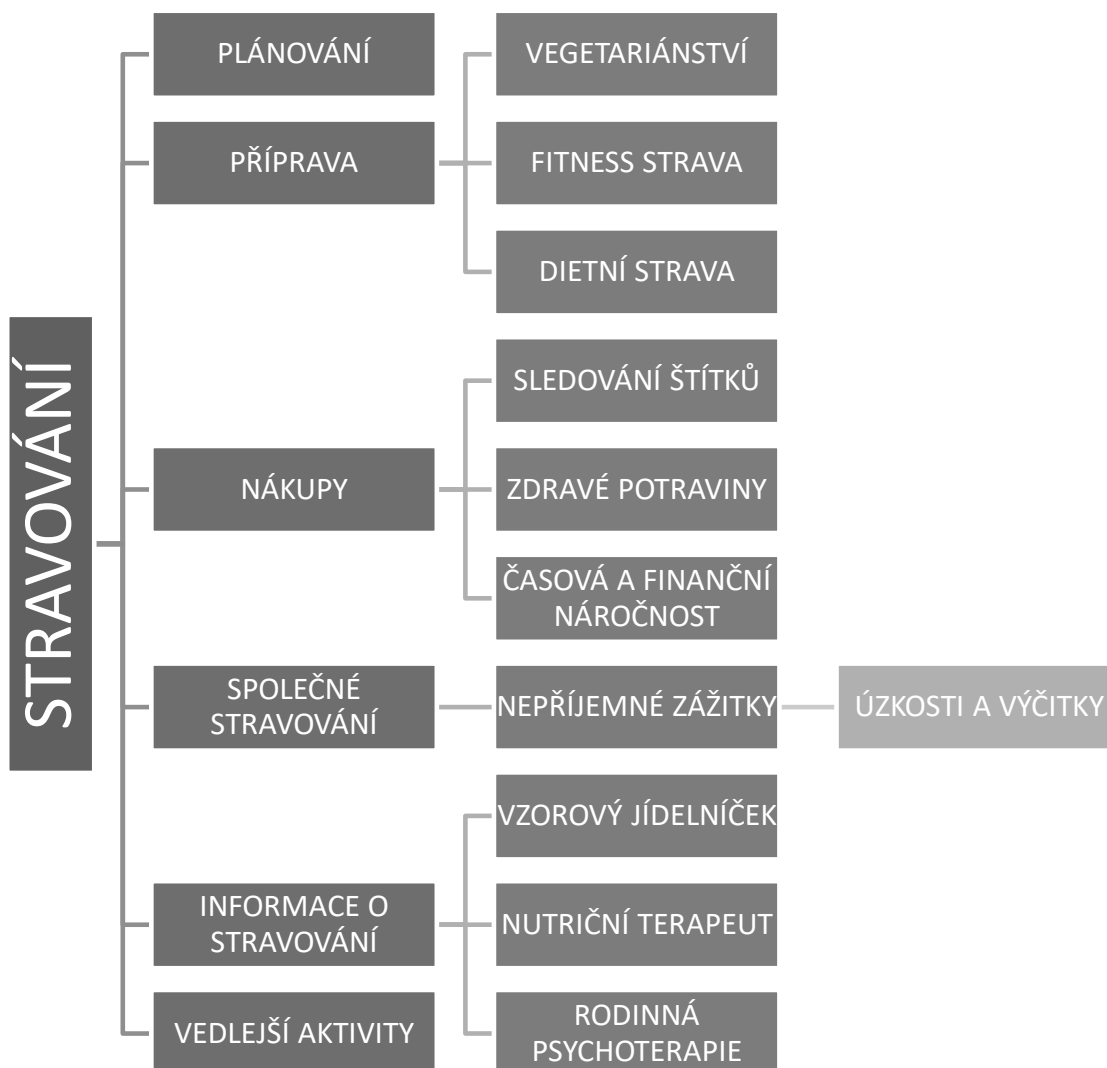 STRAVOVÁNÍ
PLÁNOVÁNÍ
PŘÍPRAVA
VEGETARIÁNSTVÍ
FITNESS STRAVA
DIETNÍ STRAVA
NÁKUPY
SLEDOVÁNÍ ŠTÍTKŮ
ZDRAVÉ POTRAVINY
ČASOVÁ A FINANČNÍ
NÁROČNOST
SPOLEČNÉ
STRAVOVÁNÍ
NEPŘÍJEMNÉ ZÁŽITKY
ÚZKOSTI A VÝČITKY
INFORMACE O
STRAVOVÁNÍ
VZOROVÝ JÍDELNÍČEK
NUTRIČNÍ TERAPEUT
RODINNÁ
PSYCHOTERAPIE
VEDLEJŠÍ AKTIVITY